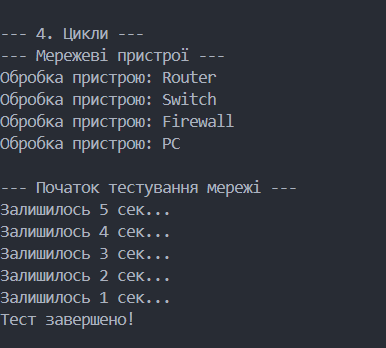 --- 4. Цикли ---
--- Мережеві пристрої ---
Обробка пристрою: Router
Обробка пристрою: Switch
Обробка пристрою: Firewall
Обробка пристрою: PC
--- Початок тестування мережі ---
Залишилось 5 сек...
Залишилось 4 сек...
Залишилось 3 сек...
Залишилось 2 сек...
Залишилось 1 сек...
Тест завершено!